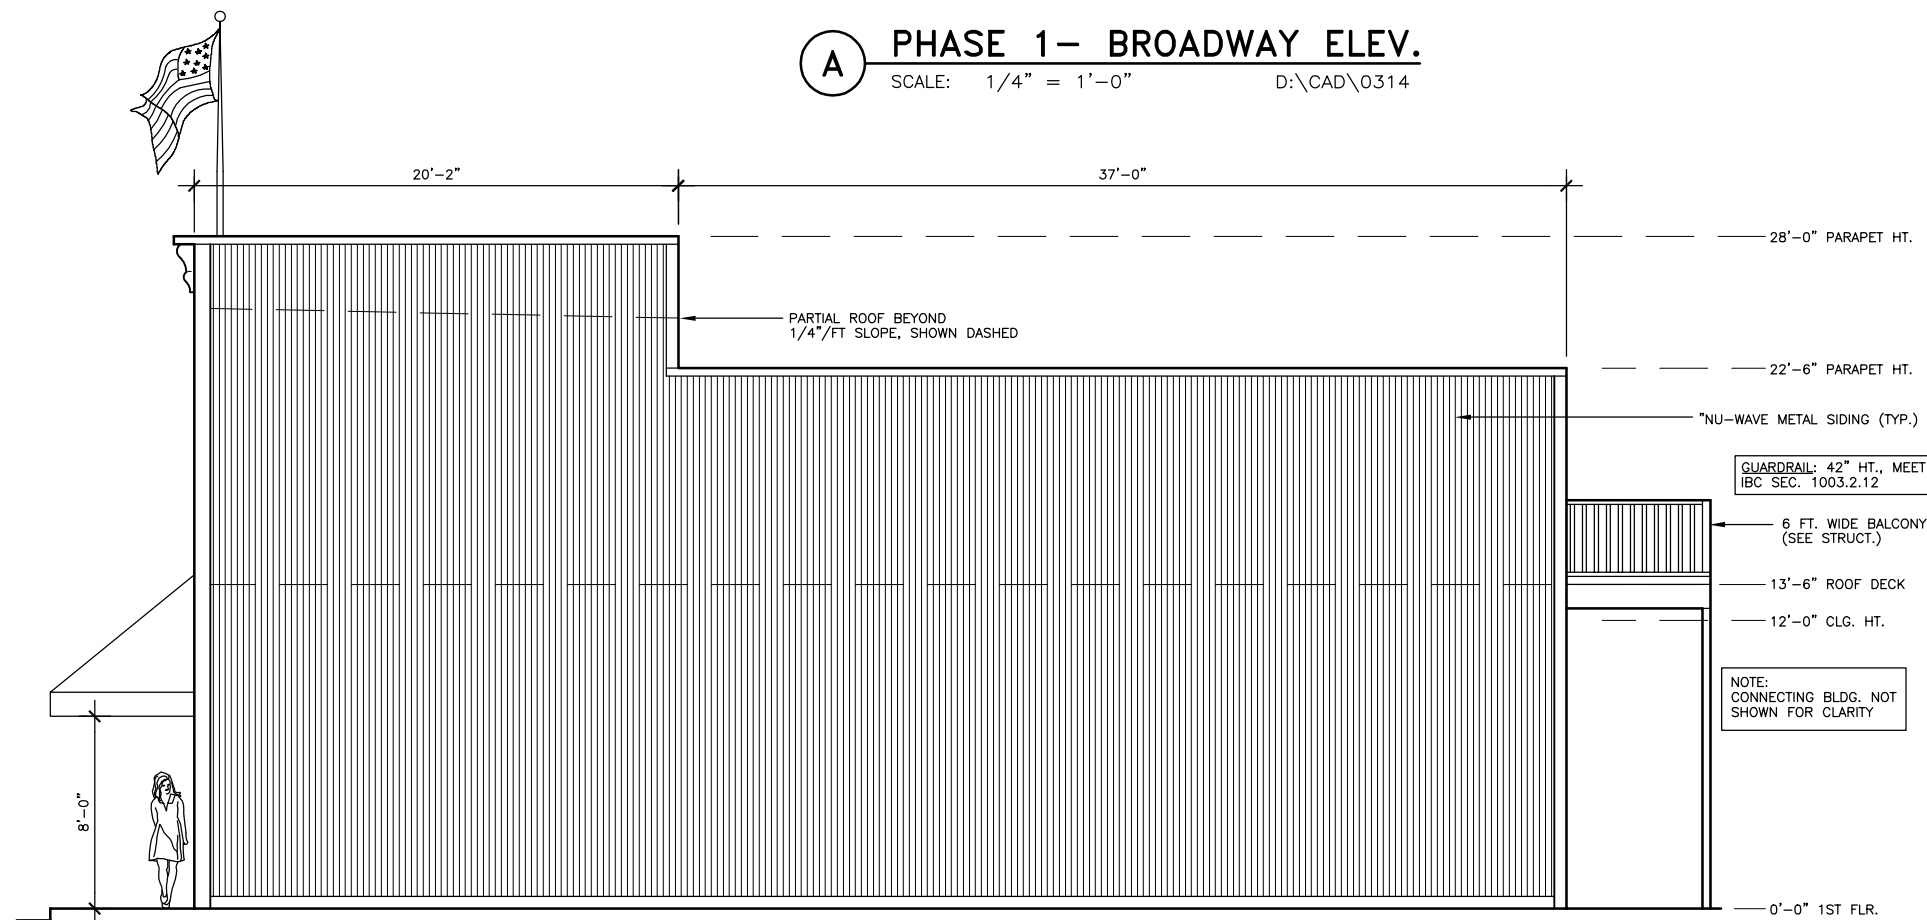 A
PHASE 1- BROADWAY ELEV.
SCALE: 1/4" = 1'-0" D:\CAD\0314
20'-2" 37'-0"
28'-0" PARAPET HT.
PARTIAL ROOF BEYOND
1/4"/FT SLOPE, SHOWN DASHED
22'-6" PARAPET HT.
"NU-WAVE METAL SIDING (TYP.)
GUARDRAIL: 42" HT., MEET
IBC SEC. 1003.2.12
6 FT. WIDE BALCONY
(SEE STRUCT.)
13'-6" ROOF DECK
12'-0" CLG. HT.
NOTE:
CONNECTING BLDG. NOT
SHOWN FOR CLARITY
8'-0"
0'-0" 1ST FLR.